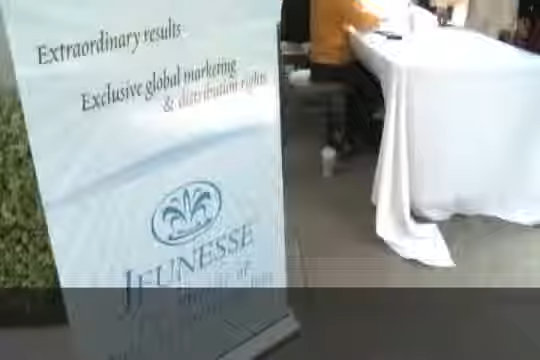 Extraordinary results
Exclusive global marketing
& distribution rights
JEUNESSE